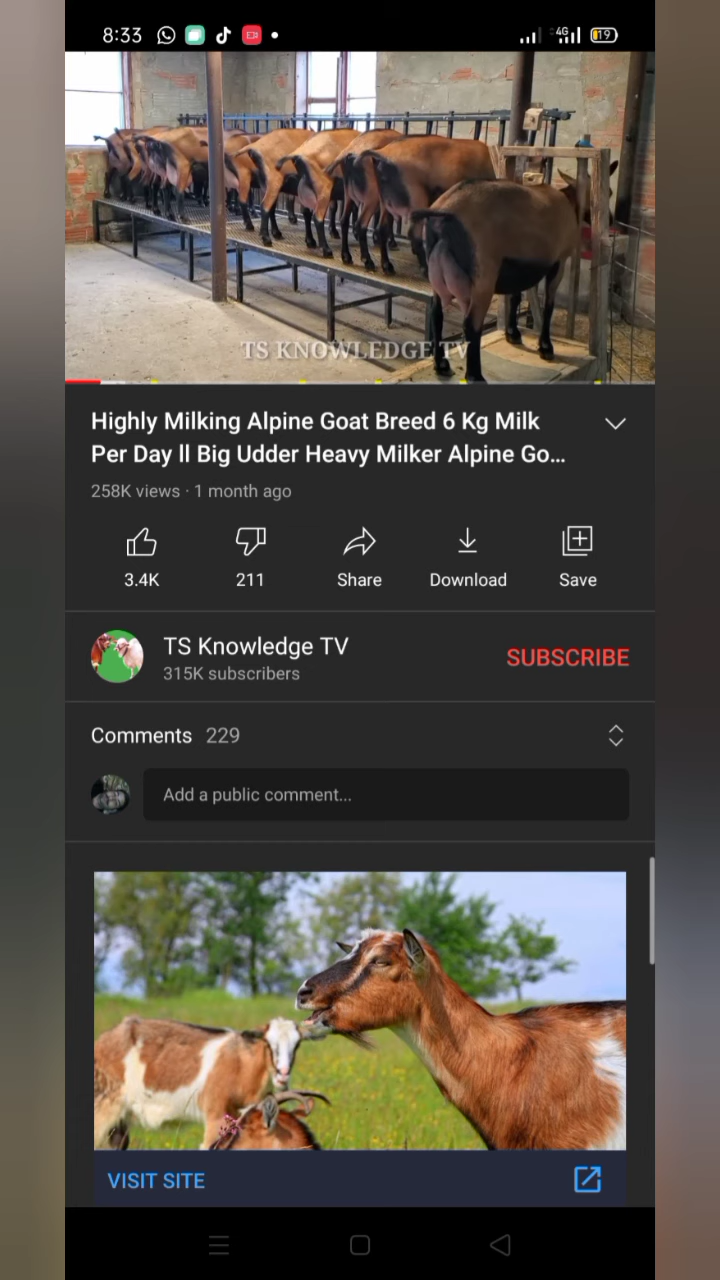 8:33
4G
19
TS KNOWLEDGE TV
Highly Milking Alpine Goat Breed 6 Kg Milk
Per Day ll Big Udder Heavy Milker Alpine Go...
258K views · 1 month ago
3.4K
211
Share
Download
Save
TS Knowledge TV
315K subscribers
SUBSCRIBE
Comments 229
Add a public comment...
VISIT SITE